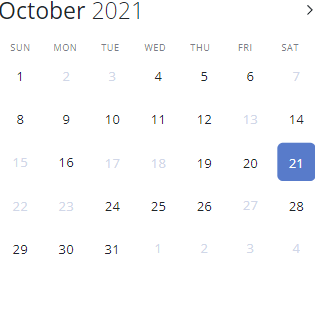 October 2021
SUN MON TUE WED THU FRI SAT
1 2 3 4 5 6 7
8 9 10 11 12 13 14
15 16 17 18 19 20 21
22 23 24 25 26 27 28
29 30 31 1 2 3 4